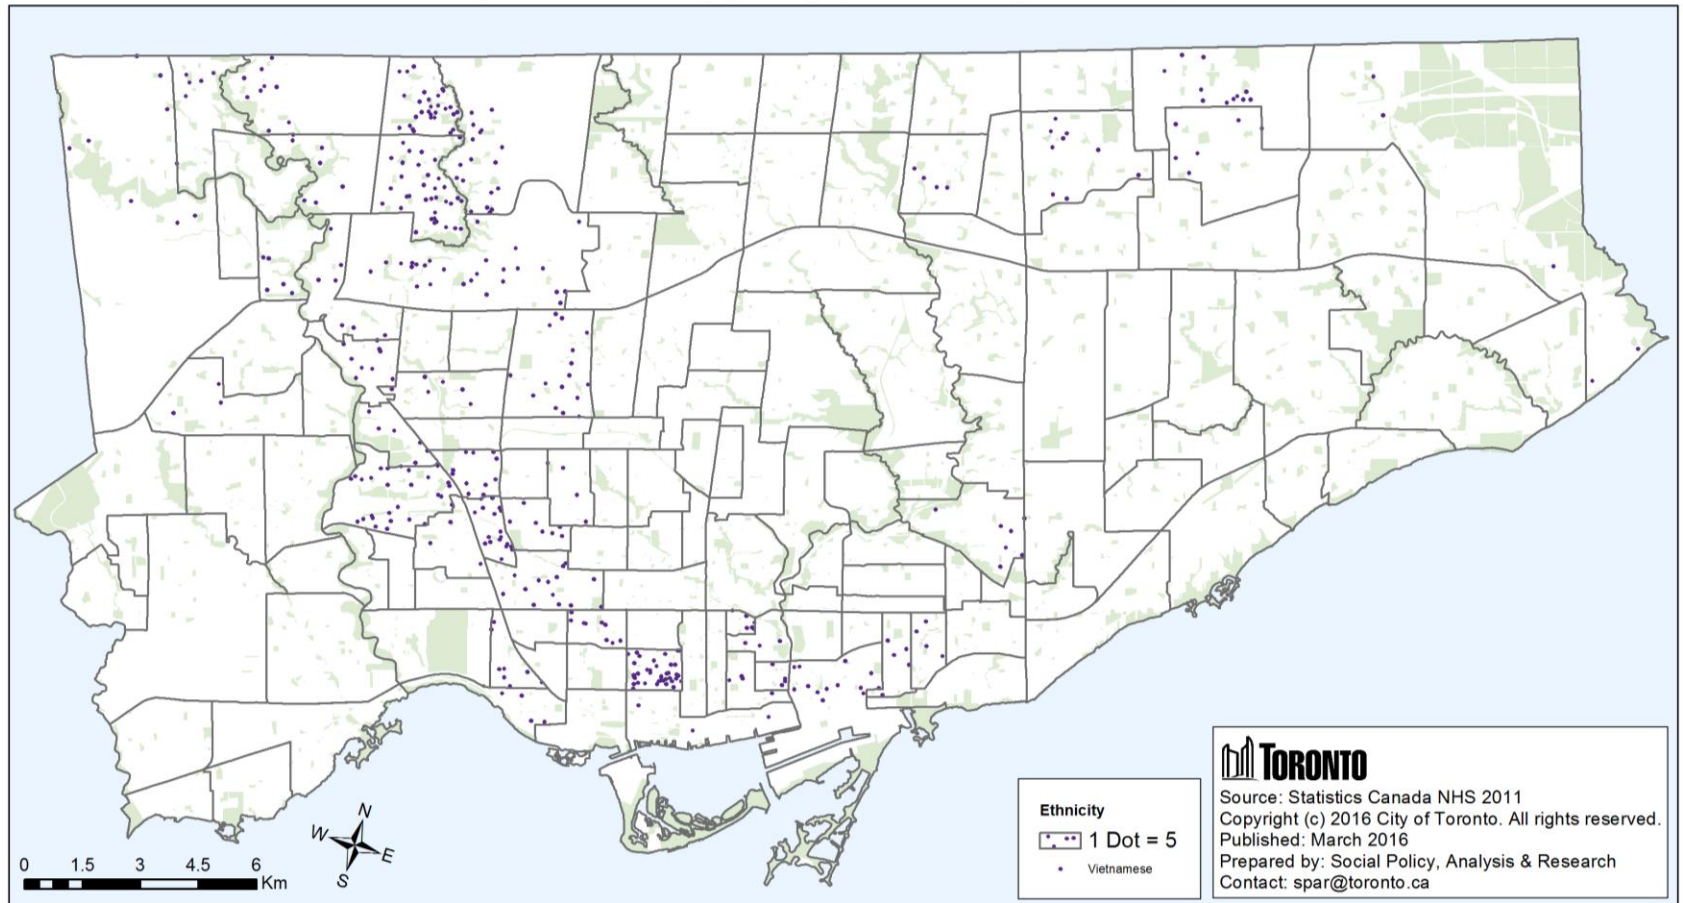 N
W
E
S
0 1.5 3 4.5 6
Km
Ethnicity
1 Dot = 5
Vietnamese
TORONTO
Source: Statistics Canada NHS 2011
Copyright (c) 2016 City of Toronto. All rights reserved.
Published: March 2016
Prepared by: Social Policy, Analysis & Research
Contact: spar@toronto.ca